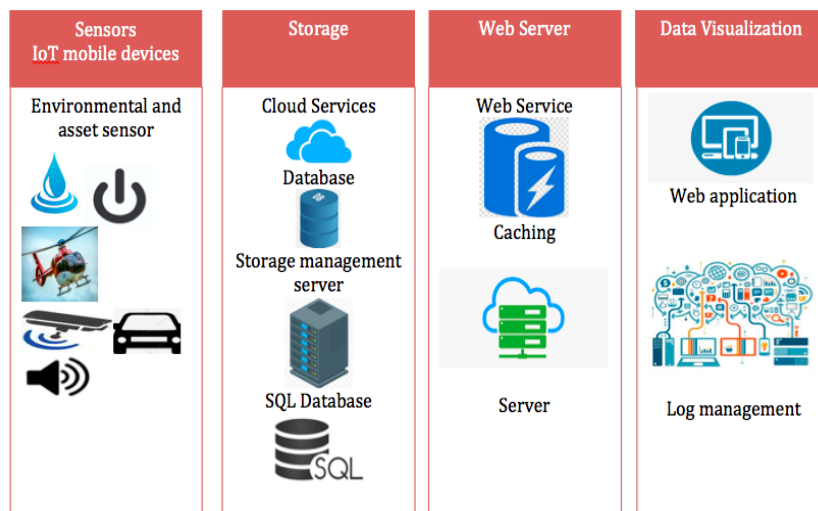 Sensors
IoT mobile devices
Environmental and
asset sensor
Storage
Cloud Services
Database
Storage management
server
SQL Database
SQL
Web Server
Web Service
Caching
Server
Data Visualization
Web application
Log management